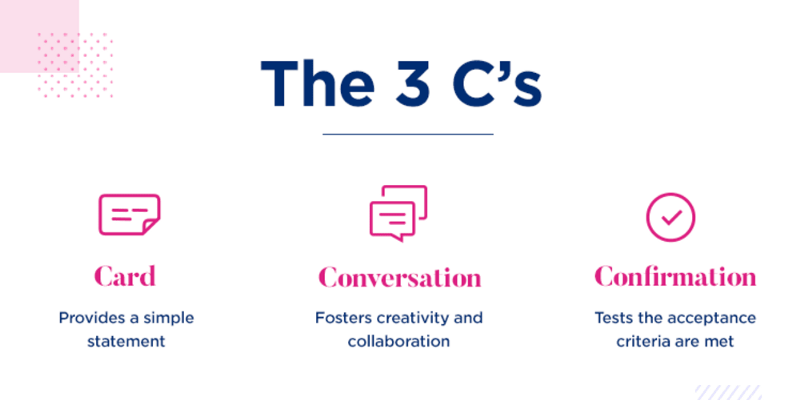 The 3 C’s
Card
Provides a simple
statement
Conversation
Fosters creativity and
collaboration
Confirmation
Tests the acceptance
criteria are met